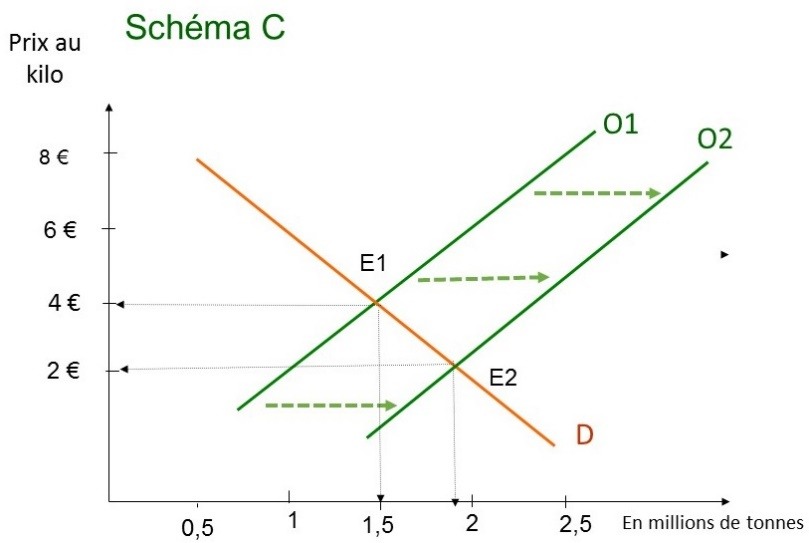 Schéma C
Prix au
kilo
O1
O2
8 €
6 €
E1
4 €
2 €
E2
D
0,5
1
1,5
2
2,5
En millions de tonnes